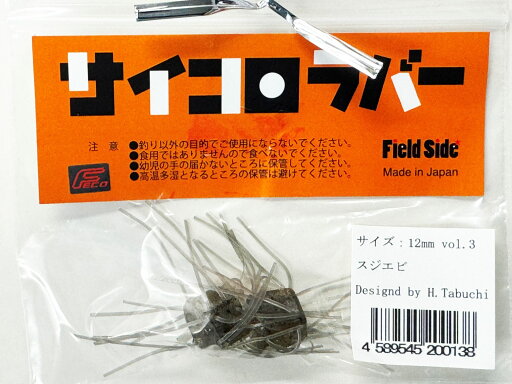 サイコロラバー
注意
●釣り以外の目的でご使用にならないでください。
●食用ではありませんので食べないでください。
●幼児の手の届かないところに保管してください。
●高温多湿となるところの保管は避けてください。
FECO
Field Side
Made in Japan
サイズ：12mm vol.3
スジエビ
Designd by H.Tabuchi
4 589545 200138